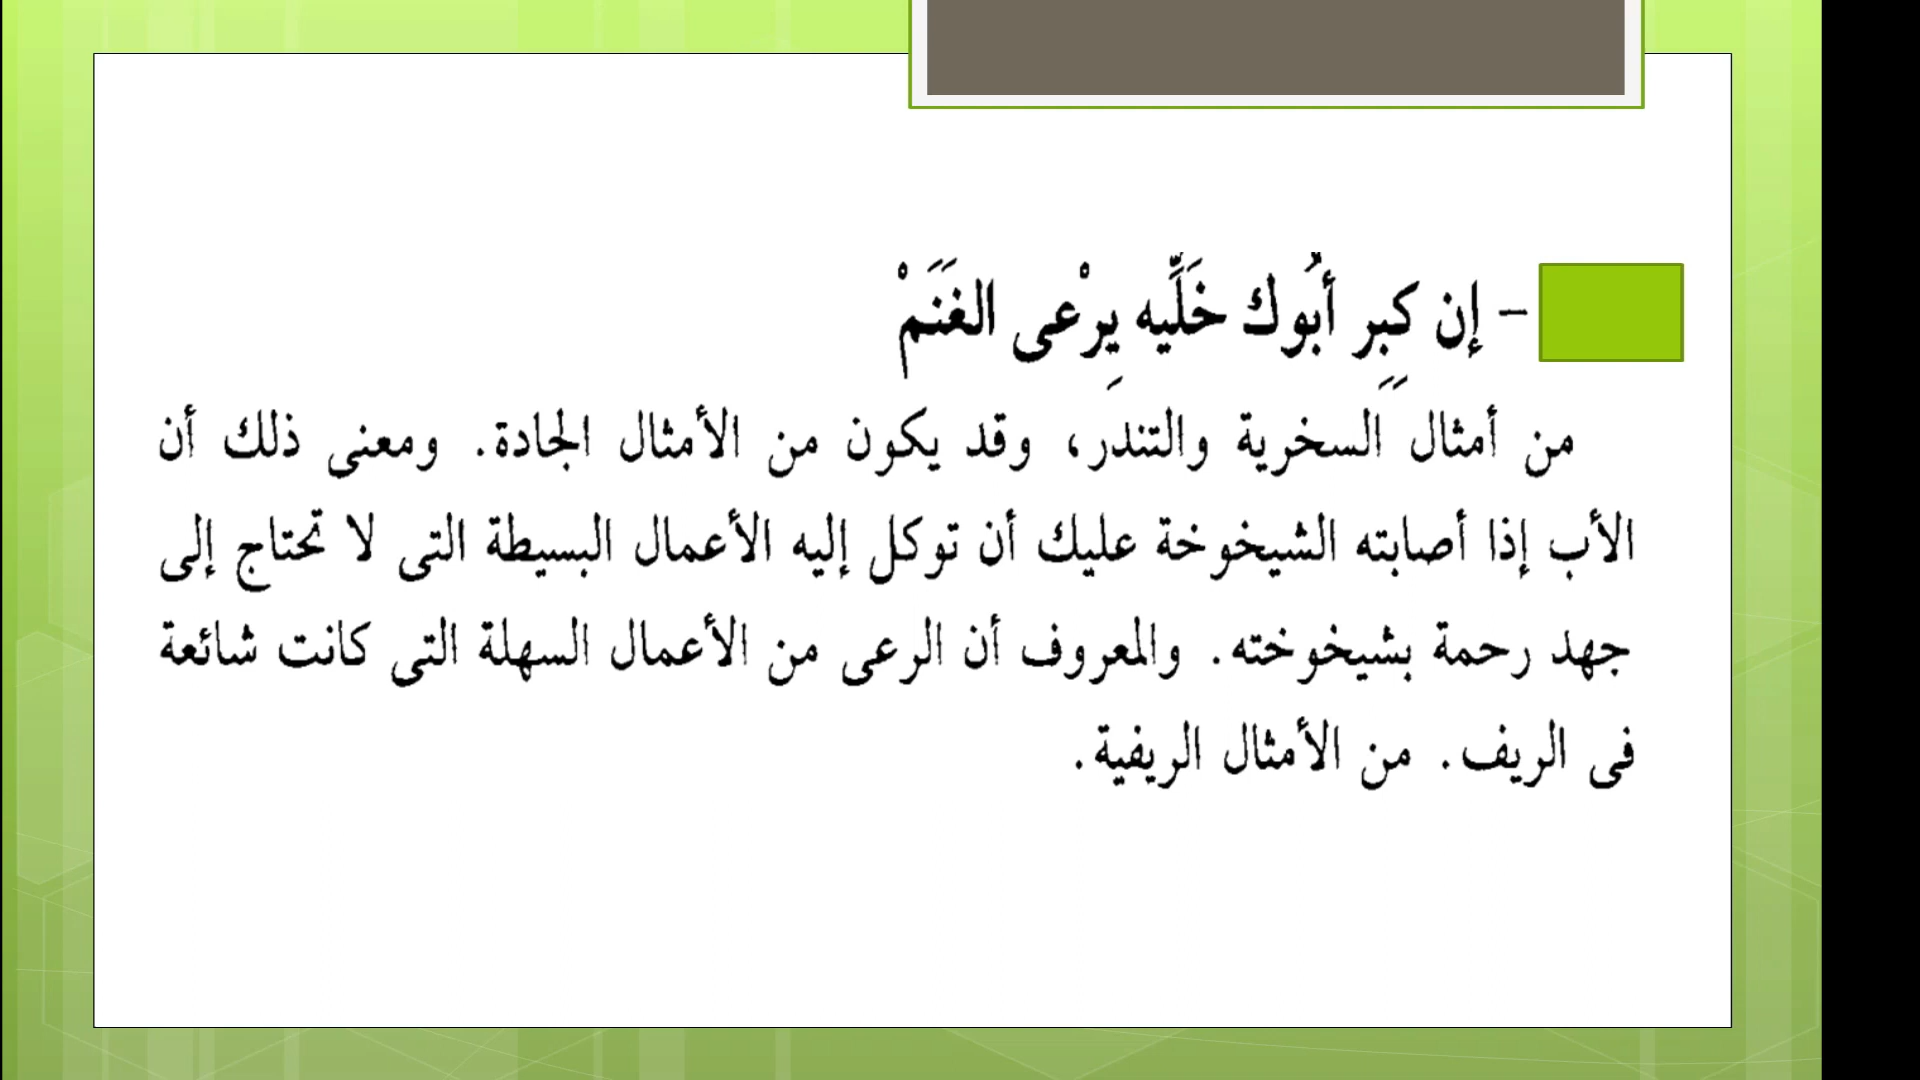 – إن كِبِر أبُوك خَلِّيه يِرْعى الغَنَمْ
من أمثال السخرية والتندر، وقد يكون من الأمثال الجادة. ومعنى ذلك أن
الأب إذا أصابته الشيخوخة عليك أن توكل إليه الأعمال البسيطة التى لا تحتاج إلى
جهد رحمة بشيخوخته. والمعروف أن الرعى من الأعمال السهلة التى كانت شائعة
فى الريف. من الأمثال الريفية.